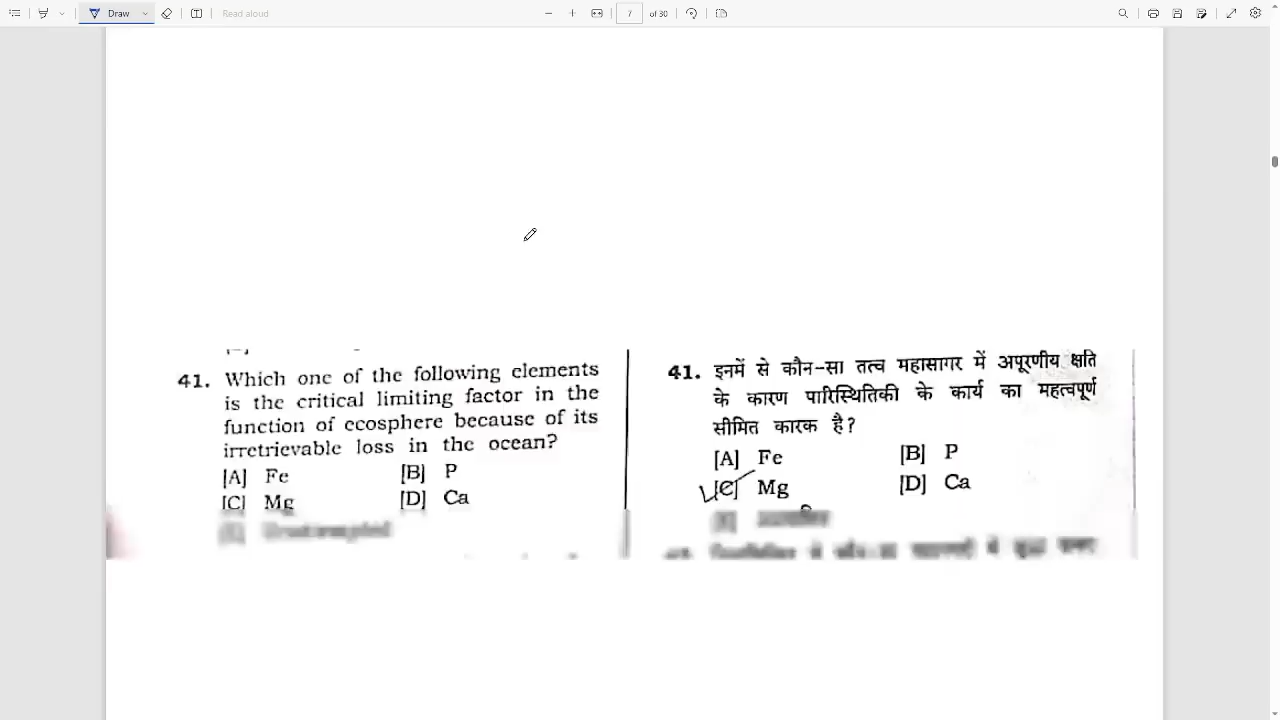 Draw
Read aloud
7 of 30
41. Which one of the following elements
is the critical limiting factor in the
function of ecosphere because of its
irretrievable loss in the ocean?
[A] Fe [B] P
[C] Mg [D] Ca
41. इनमें से कौन-सा तत्व महासागर में अपूरणीय क्षति
के कारण पारिस्थितिकी के कार्य का महत्वपूर्ण
सीमित कारक है?
[A] Fe [B] P
[C] Mg [D] Ca